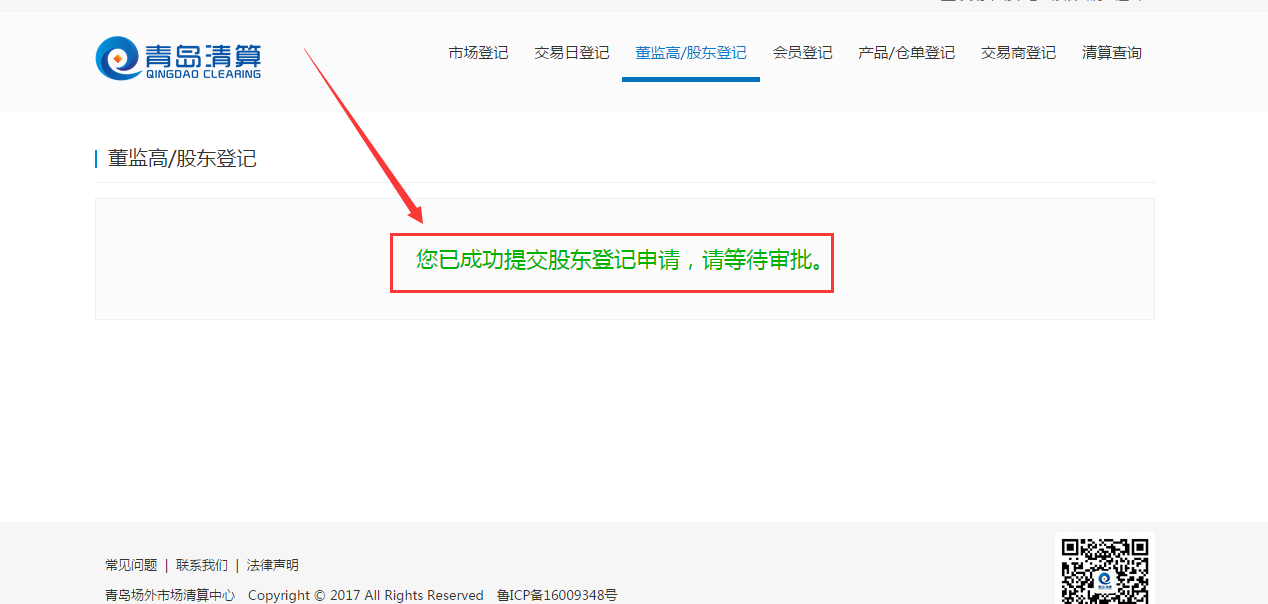 青岛清算
QINGDAO CLEARING
市场登记 交易日登记 董监高/股东登记 会员登记 产品/仓单登记 交易商登记 清算查询
董监高/股东登记
您已成功提交股东登记申请，请等待审批。
常见问题 | 联系我们 | 法律声明
青岛场外市场清算中心 Copyright © 2017 All Rights Reserved 鲁ICP备16009348号